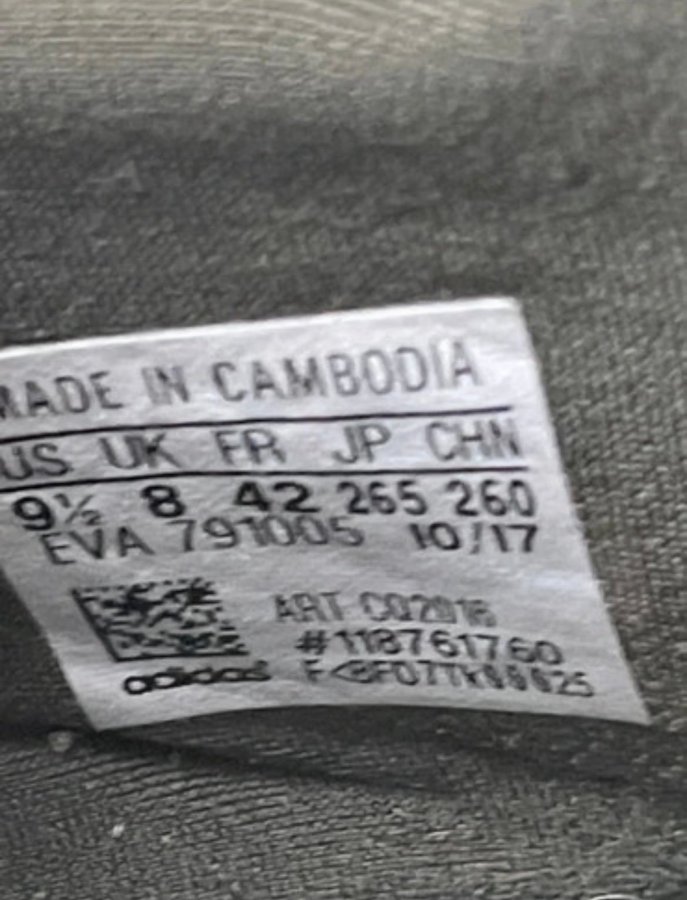 MADE IN CAMBODIA
US UK FR JP CHN
9½ 8 42 265 260
EVA 791005 10/17
ART CQ2016
#118761760
adidas